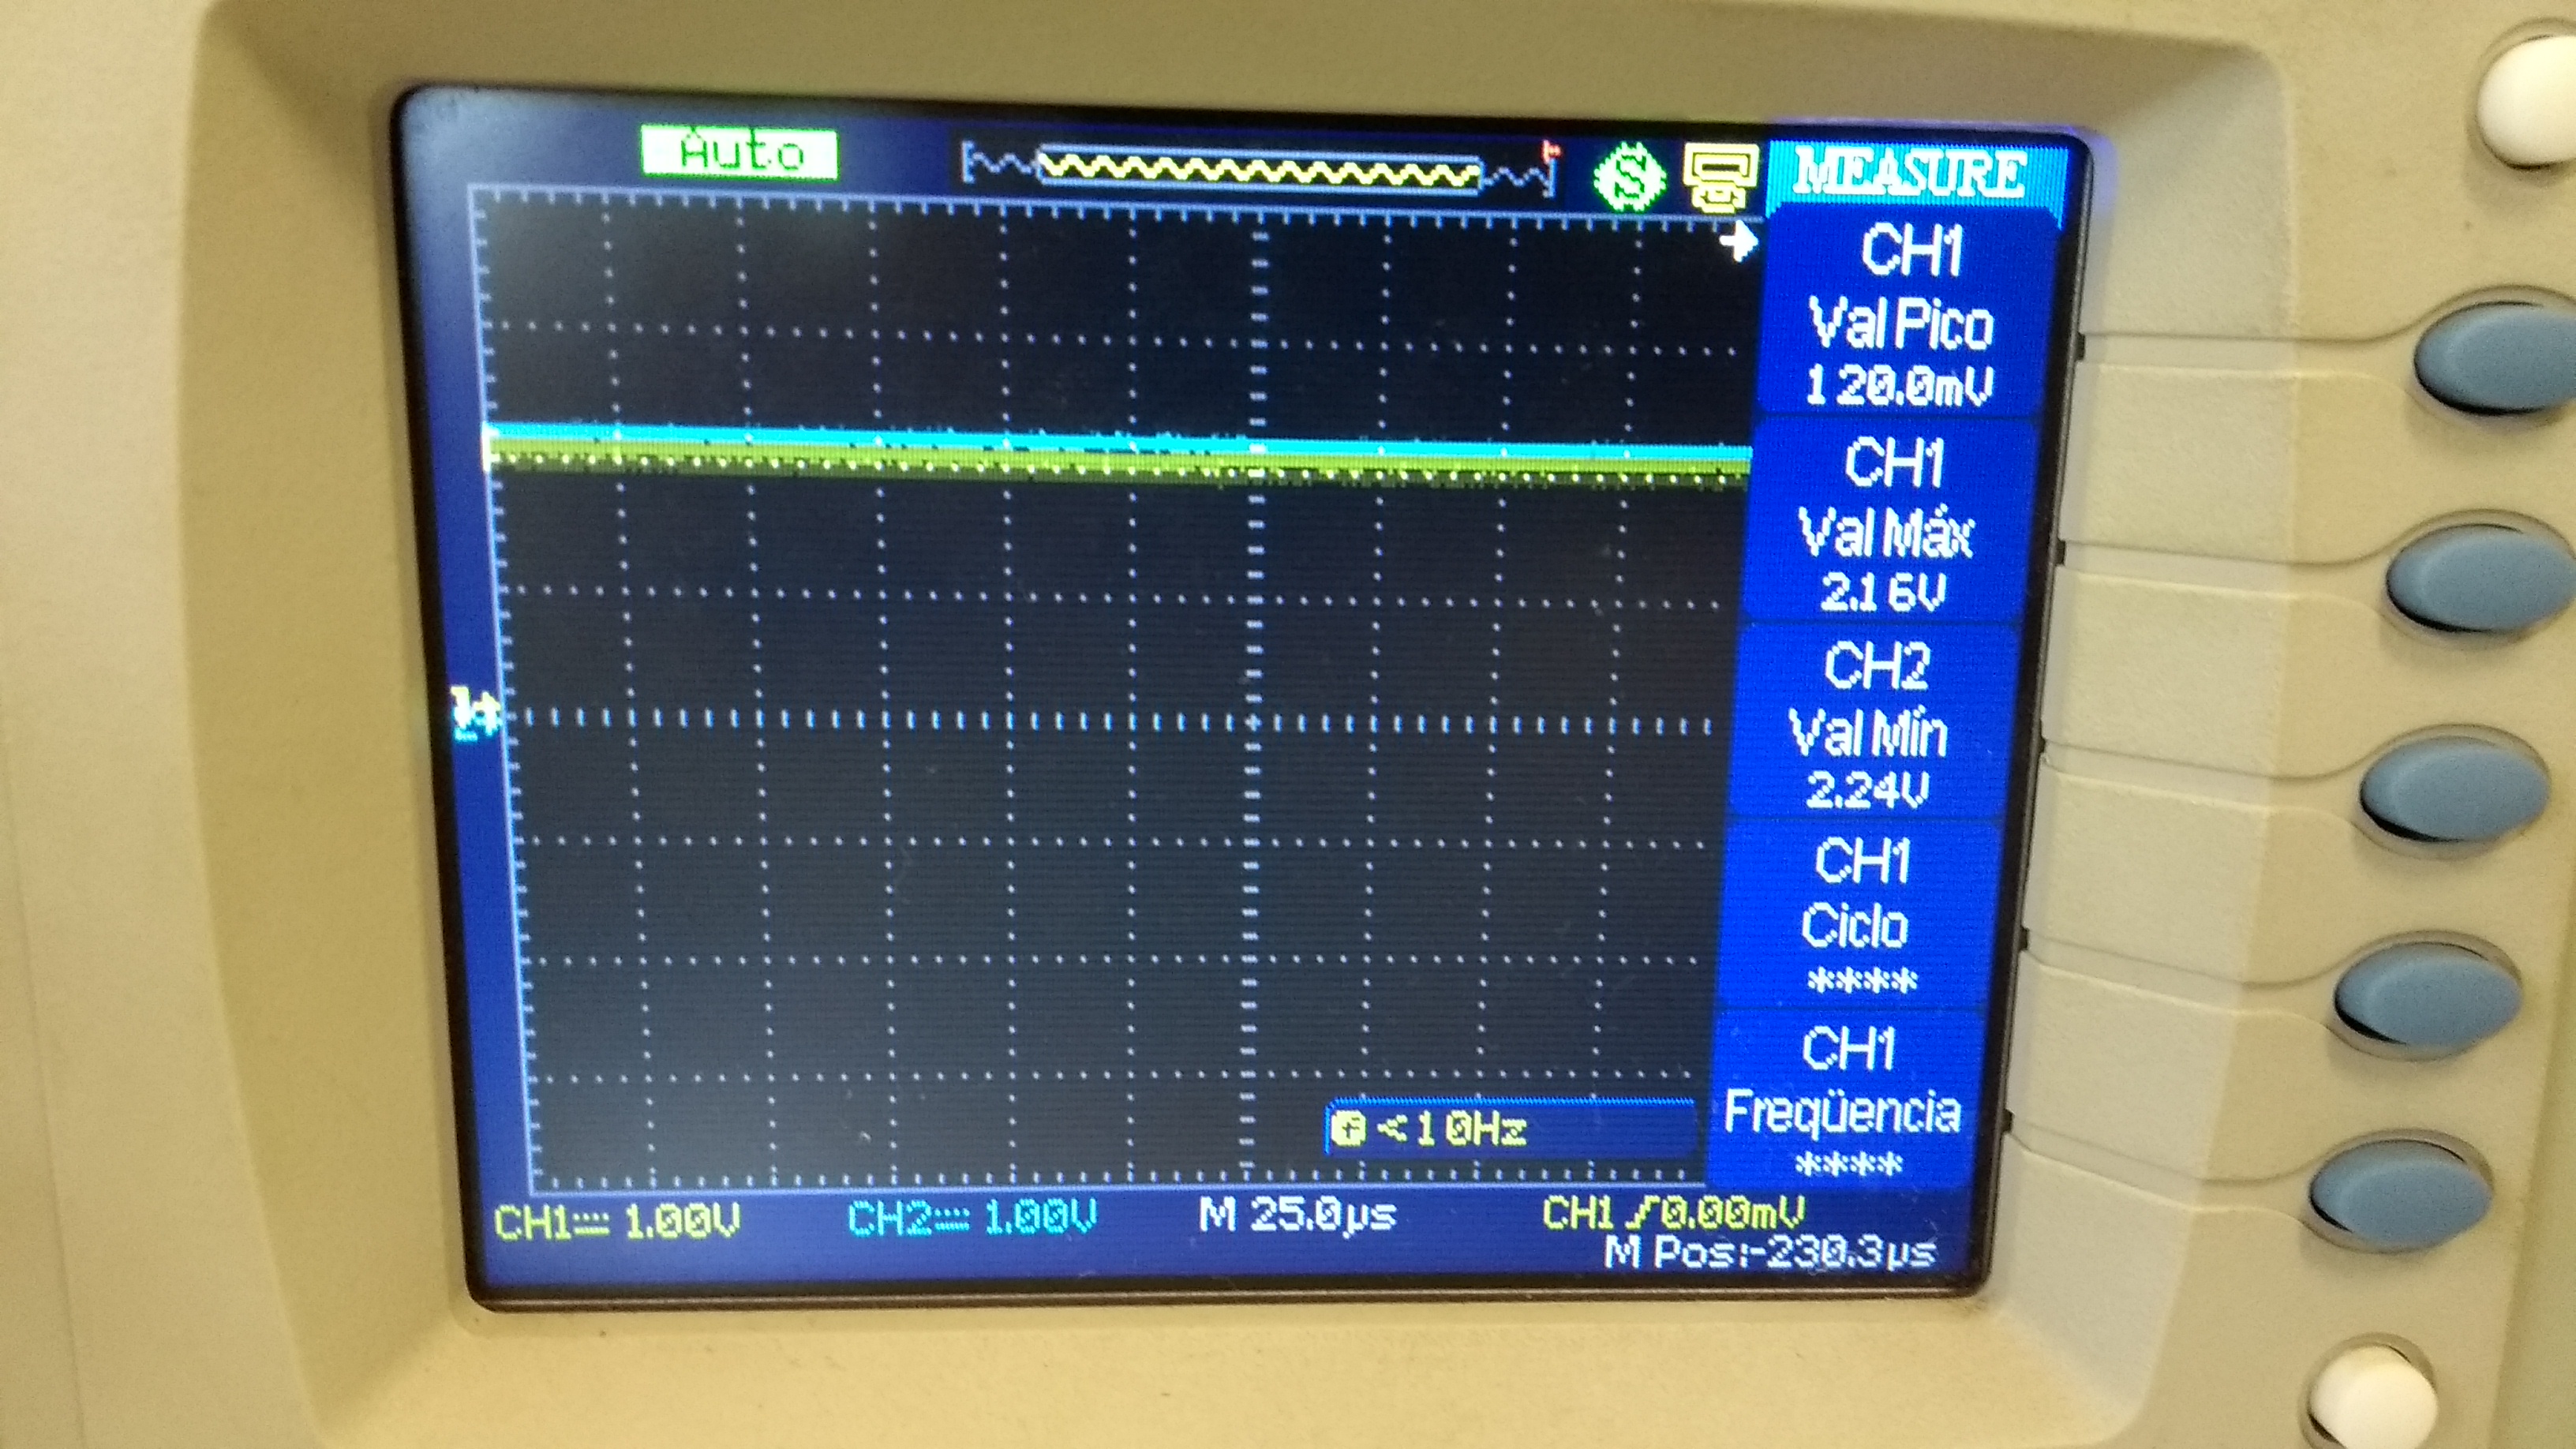 Auto
S
MEASURE
CH1
Val Pico
120.0mV
CH1
Val Máx
2.16V
CH2
Val Mín
2.24V
CH1
Ciclo
****
CH1
Freqüencia
****
1
f <10Hz
CH1 1.00V CH2 1.00V M 25.0µs CH1 0.00mV
M Pos:-230.3µs